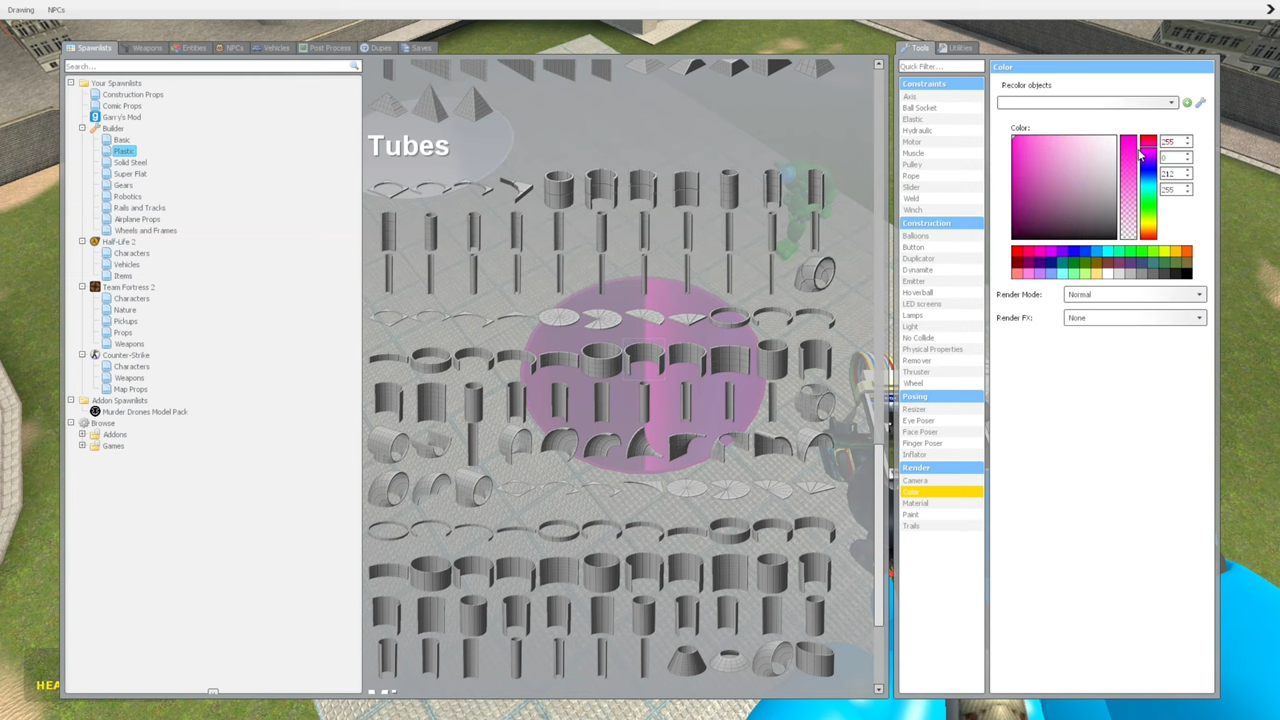 Drawing NPCs
Spawnlists Weapons Entities NPCs Vehicles Post Process Dupes Saves
Search...
Your Spawnlists
Construction Props
Comic Props
g Garry's Mod
Builder
Basic
Plastic
Solid Steel
Super Flat
Gears
Robotics
Rails and Tracks
Airplane Props
Wheels and Frames
Half-Life 2
Characters
Vehicles
Items
Team Fortress 2
Characters
Nature
Pickups
Props
Weapons
Counter-Strike
Characters
Weapons
Map Props
Addon Spawnlists
Murder Drones Model Pack
Browse
Addons
Games
HEA
Tubes
Tools Utilities
Quick Filter...
Constraints
Axis
Ball Socket
Elastic
Hydraulic
Motor
Muscle
Pulley
Rope
Slider
Weld
Winch
Construction
Balloons
Button
Duplicator
Dynamite
Emitter
Hoverball
LED screens
Lamps
Light
No Collide
Physical Properties
Remover
Thruster
Wheel
Posing
Resizer
Eye Poser
Face Poser
Finger Poser
Inflator
Render
Camera
Color
Material
Paint
Trails
Color
Recolor objects
Color:
255
0
212
255
Render Mode: Normal
Render FX: None